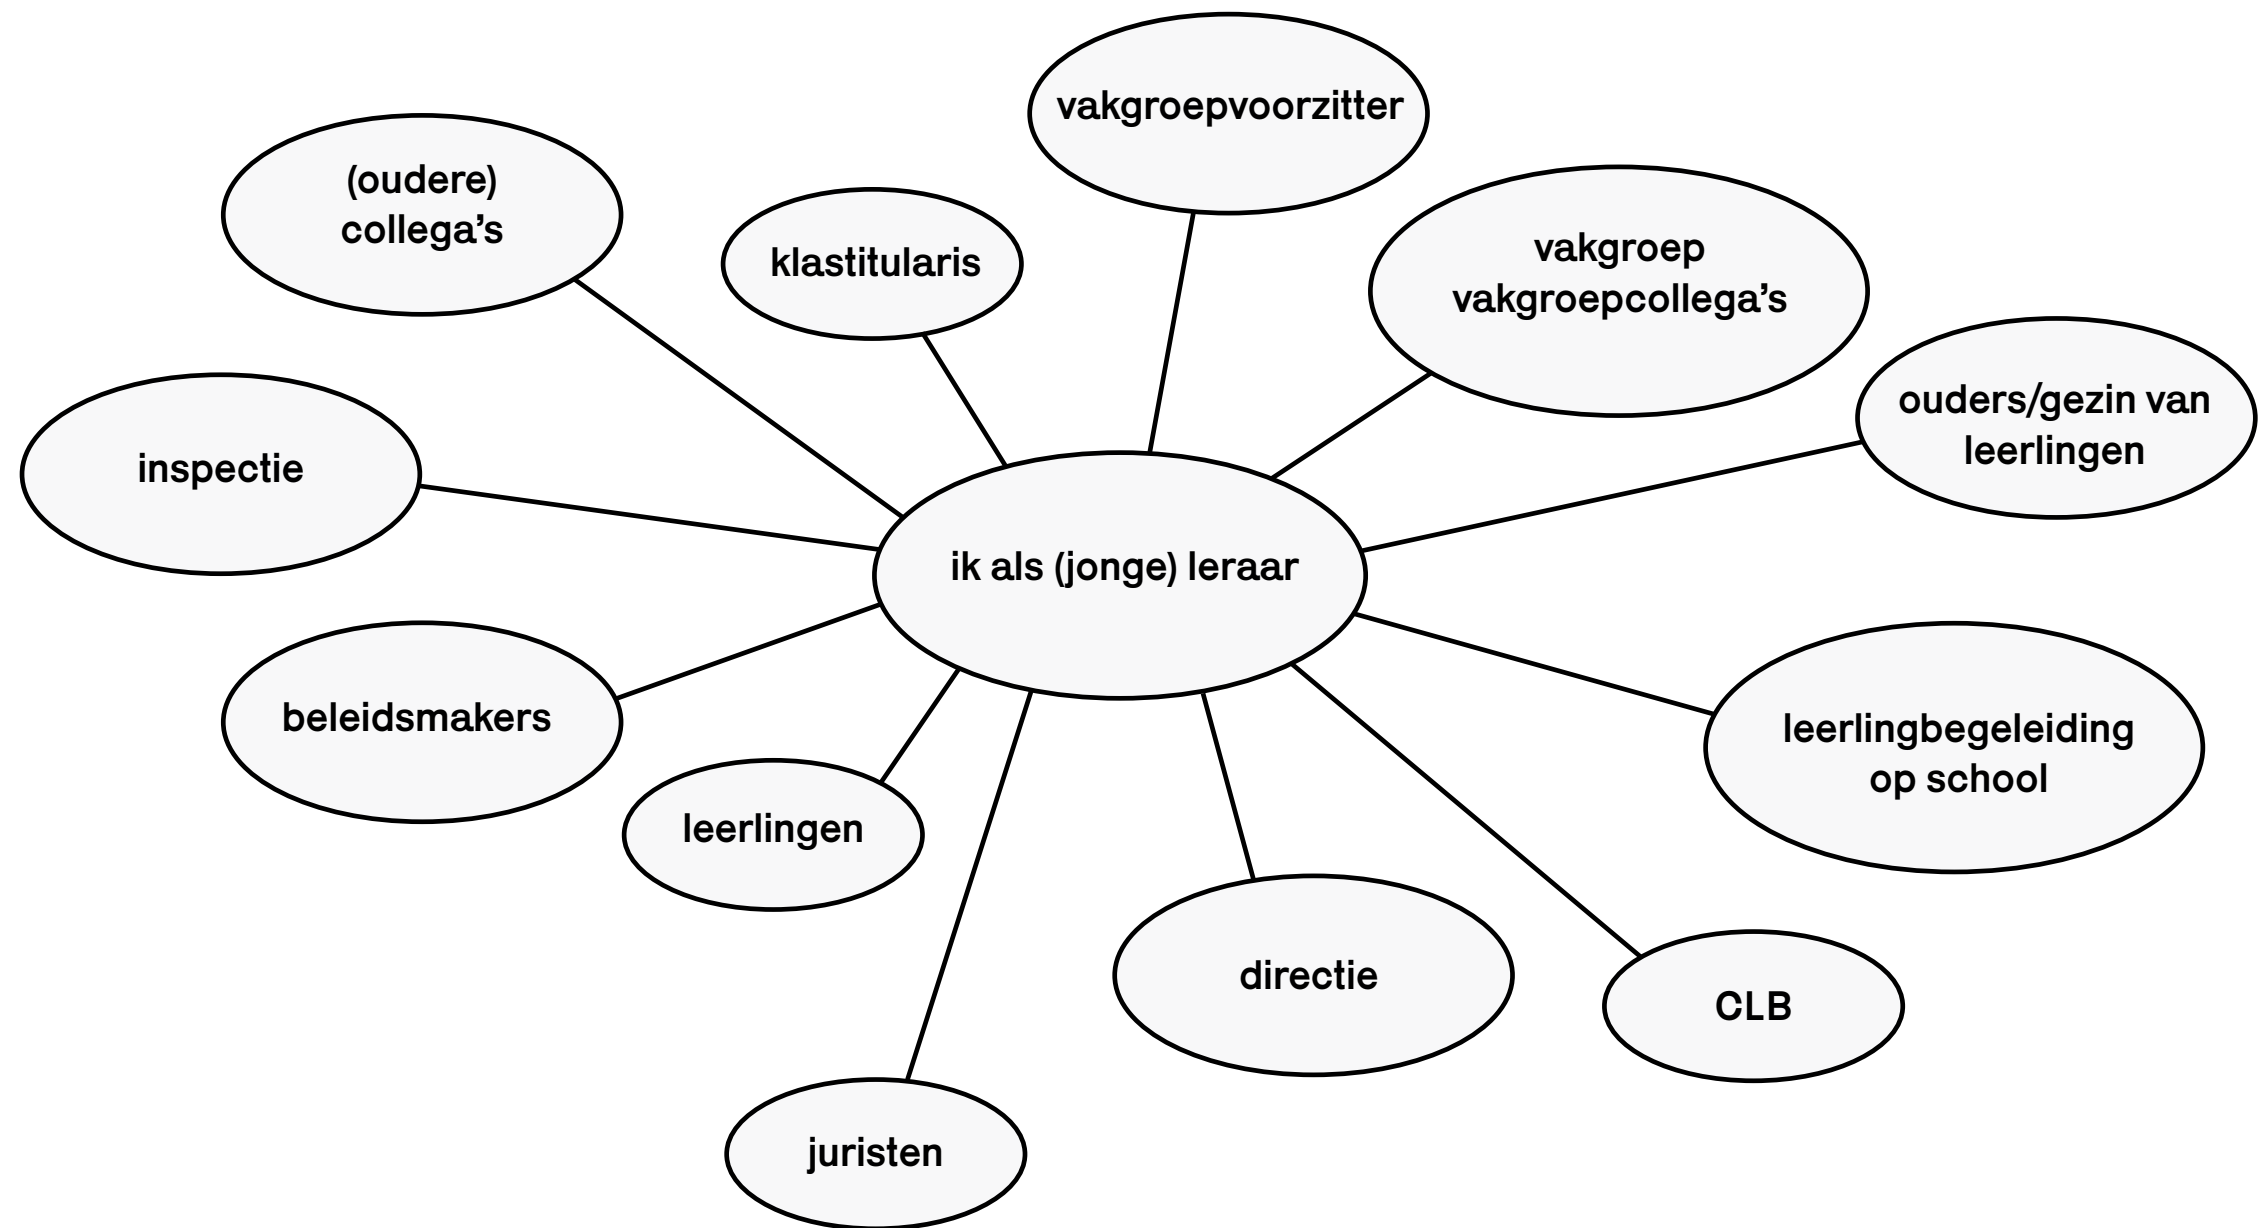 vakgroepvoorzitter
(oudere)
collega’s
klastitularis
vakgroep
vakgroepcollega’s
ouders/gezin van
leerlingen
inspectie
ik als (jonge) leraar
beleidsmakers
leerlingbegeleiding
op school
leerlingen
directie
CLB
juristen